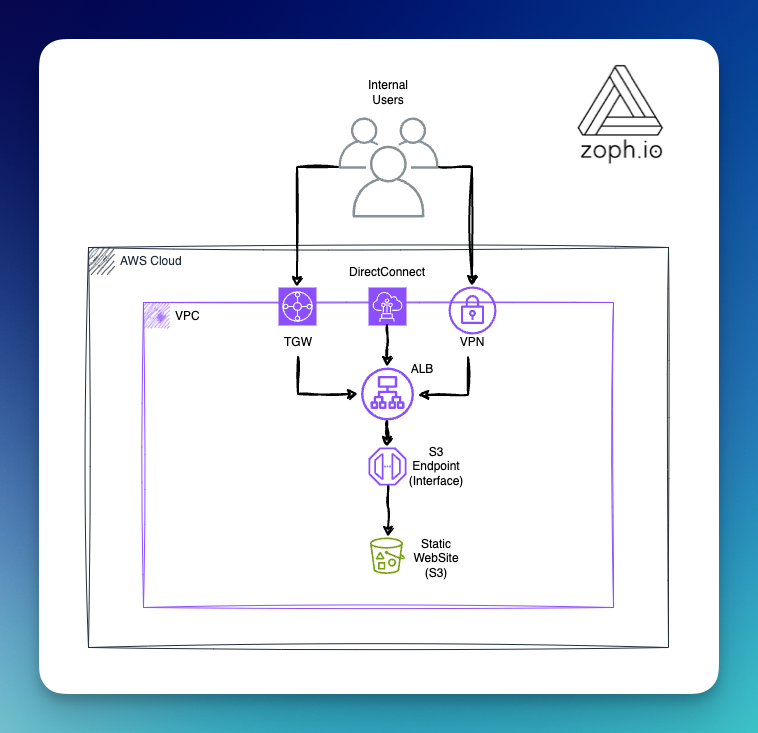 Internal
Users
zoph.io
AWS Cloud
DirectConnect
VPC
TGW
VPN
ALB
S3
Endpoint
(Interface)
Static
WebSite
(S3)